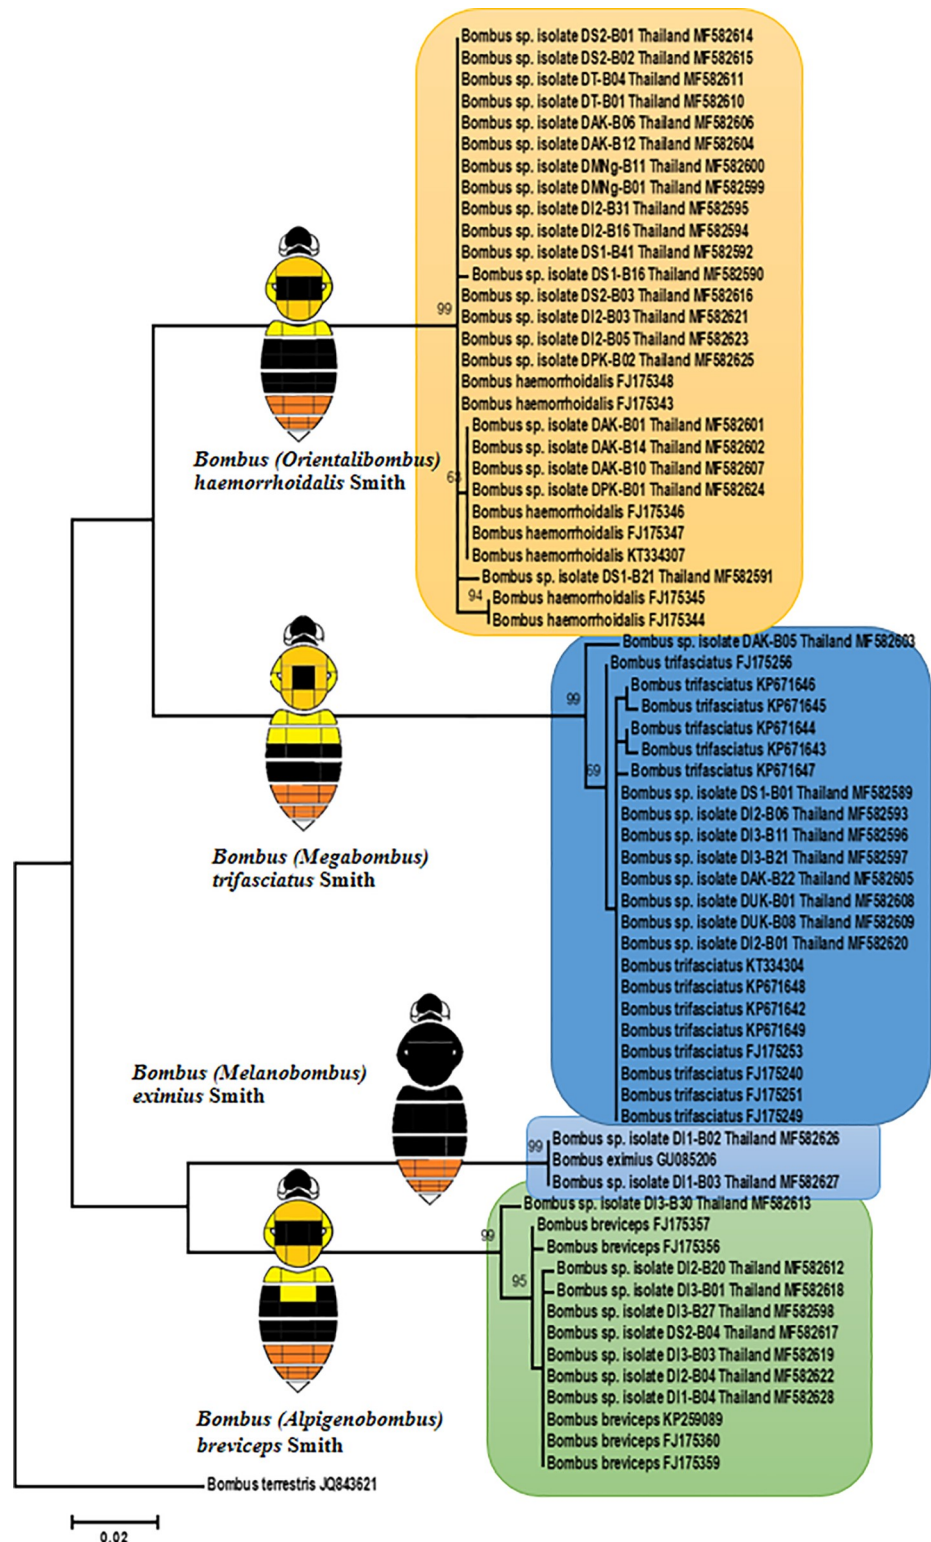 Bombus sp. isolate DS2-B01 Thailand MF582614
Bombus sp. isolate DS2-B02 Thailand MF582615
Bombus sp. isolate DT-B04 Thailand MF582611
Bombus sp. isolate DT-B01 Thailand MF582610
Bombus sp. isolate DAK-B06 Thailand MF582606
Bombus sp. isolate DAK-B12 Thailand MF582604
Bombus sp. isolate DMNg-B11 Thailand MF582600
Bombus sp. isolate DMNg-B01 Thailand MF582599
Bombus sp. isolate DI2-B31 Thailand MF582595
Bombus sp. isolate DI2-B16 Thailand MF582594
Bombus sp. isolate DS1-B41 Thailand MF582592
Bombus sp. isolate DS1-B16 Thailand MF582590
Bombus sp. isolate DS2-B03 Thailand MF582616
99
Bombus sp. isolate DI2-B03 Thailand MF582621
Bombus sp. isolate DI2-B05 Thailand MF582623
Bombus sp. isolate DPK-B02 Thailand MF582625
Bombus haemorrhoidalis FJ175348
Bombus haemorrhoidalis FJ175343
Bombus sp. isolate DAK-B01 Thailand MF582601
Bombus sp. isolate DAK-B14 Thailand MF582602
Bombus (Orientalibombus)
haemorrhoidalis Smith
Bombus sp. isolate DAK-B10 Thailand MF582607
63
Bombus sp. isolate DPK-B01 Thailand MF582624
Bombus haemorrhoidalis FJ175346
Bombus haemorrhoidalis FJ175347
Bombus haemorrhoidalis KT334307
Bombus sp. isolate DS1-B21 Thailand MF582591
94
Bombus haemorrhoidalis FJ175345
Bombus haemorrhoidalis FJ175344
Bombus sp. isolate DAK-B05 Thailand MF582603
Bombus trifasciatus FJ175256
Bombus trifasciatus KP671646
99
Bombus trifasciatus KP671645
Bombus trifasciatus KP671644
Bombus trifasciatus KP671643
69
Bombus trifasciatus KP671647
Bombus sp. isolate DS1-B01 Thailand MF582589
Bombus sp. isolate DI2-B06 Thailand MF582593
Bombus sp. isolate DI3-B11 Thailand MF582596
Bombus sp. isolate DI3-B21 Thailand MF582597
Bombus (Megabombus)
trifasciatus Smith
Bombus sp. isolate DAK-B22 Thailand MF582605
Bombus sp. isolate DUK-B01 Thailand MF582608
Bombus sp. isolate DUK-B08 Thailand MF582609
Bombus sp. isolate DI2-B01 Thailand MF582620
Bombus trifasciatus KT334304
Bombus trifasciatus KP671648
Bombus trifasciatus KP671642
Bombus trifasciatus KP671649
Bombus trifasciatus FJ175253
Bombus trifasciatus FJ175240
Bombus trifasciatus FJ175251
Bombus trifasciatus FJ175249
Bombus (Melanobombus)
eximius Smith
99
Bombus sp. isolate DI1-B02 Thailand MF582626
Bombus eximius GU085206
Bombus sp. isolate DI1-B03 Thailand MF582627
Bombus sp. isolate DI3-B30 Thailand MF582613
99
Bombus breviceps FJ175357
Bombus breviceps FJ175356
95
Bombus sp. isolate DI2-B20 Thailand MF582612
Bombus sp. isolate DI3-B01 Thailand MF582618
Bombus sp. isolate DI3-B27 Thailand MF582598
Bombus sp. isolate DS2-B04 Thailand MF582617
Bombus sp. isolate DI3-B03 Thailand MF582619
Bombus sp. isolate DI2-B04 Thailand MF582622
Bombus sp. isolate DI1-B04 Thailand MF582628
Bombus (Alpigenobombus)
breviceps Smith
Bombus breviceps KP259089
Bombus breviceps FJ175360
Bombus breviceps FJ175359
Bombus terrestris JQ843621
0.02